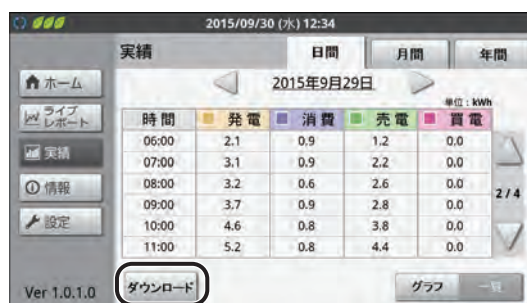 2015/09/30 (水) 12:34
実績 日間 月間 年間
ホーム
ライブレポート
実績
情報
設定
Ver 1.0.1.0
2015年9月29日
単位：kWh
時間 発電 消費 売電 買電
06:00 2.1 0.9 1.2 0.0
07:00 3.1 0.9 2.2 0.0
08:00 3.2 0.6 2.6 0.0
09:00 3.7 0.9 2.8 0.0
10:00 4.6 0.8 3.8 0.0
11:00 5.2 0.8 4.4 0.0
2/4
ダウンロード グラフ 一覧